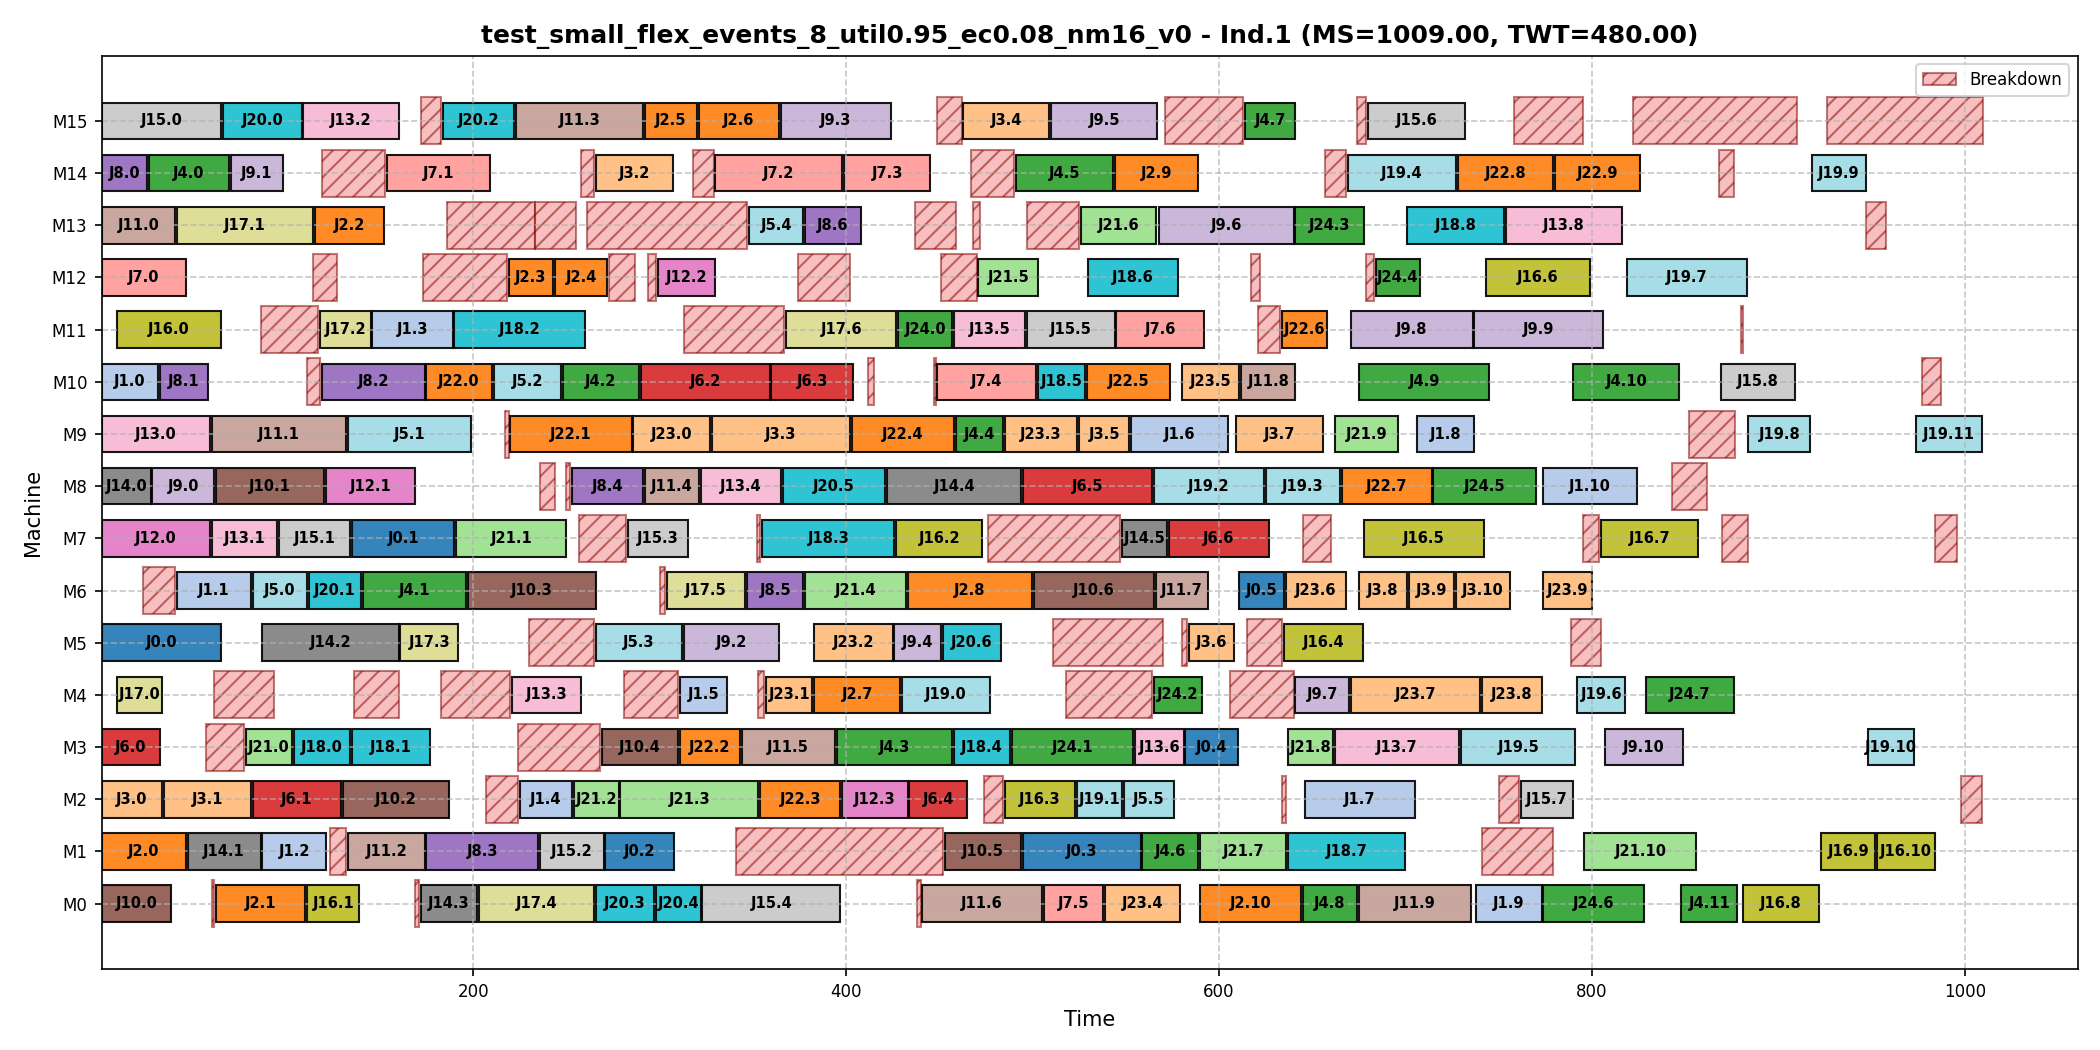 test_small_flex_events_8_util0.95_ec0.08_nm16_v0 - Ind.1 (MS=1009.00, TWT=480.00)
Breakdown
M15 J15.0 J20.0 J13.2 J20.2 J11.3 J2.5 J2.6 J9.3 J3.4 J9.5 J4.7 J15.6
M14 J8.0 J4.0 J9.1 J7.1 J3.2 J7.2 J7.3 J4.5 J2.9 J19.4 J22.8 J22.9 J19.9
M13 J11.0 J17.1 J2.2 J5.4 J8.6 J21.6 J9.6 J24.3 J18.8 J13.8
M12 J7.0 J2.3 J2.4 J12.2 J21.5 J18.6 J24.4 J16.6 J19.7
M11 J16.0 J17.2 J1.3 J18.2 J17.6 J24.0 J13.5 J15.5 J7.6 J22.6 J9.8 J9.9
M10 J1.0 J8.1 J8.2 J22.0 J5.2 J4.2 J6.2 J6.3 J7.4 J18.5 J22.5 J23.5 J11.8 J4.9 J4.10 J15.8
M9 J13.0 J11.1 J5.1 J22.1 J23.0 J3.3 J22.4 J4.4 J23.3 J3.5 J1.6 J3.7 J21.9 J1.8 J19.8 J19.11
M8 J14.0 J9.0 J10.1 J12.1 J8.4 J11.4 J13.4 J20.5 J14.4 J6.5 J19.2 J19.3 J22.7 J24.5 J1.10
M7 J12.0 J13.1 J15.1 J0.1 J21.1 J15.3 J18.3 J16.2 J14.5 J6.6 J16.5 J16.7
M6 J1.1 J5.0 J20.1 J4.1 J10.3 J17.5 J8.5 J21.4 J2.8 J10.6 J11.7 J0.5 J23.6 J3.8 J3.9 J3.10 J23.9
M5 J0.0 J14.2 J17.3 J5.3 J9.2 J23.2 J9.4 J20.6 J3.6 J16.4
M4 J17.0 J13.3 J1.5 J23.1 J2.7 J19.0 J24.2 J9.7 J23.7 J23.8 J19.6 J24.7
M3 J6.0 J21.0 J18.0 J18.1 J10.4 J22.2 J11.5 J4.3 J18.4 J24.1 J13.6 J0.4 J21.8 J13.7 J19.5 J9.10 J19.10
M2 J3.0 J3.1 J6.1 J10.2 J1.4 J21.2 J21.3 J22.3 J12.3 J6.4 J16.3 J19.1 J5.5 J1.7 J15.7
M1 J2.0 J14.1 J1.2 J11.2 J8.3 J15.2 J0.2 J10.5 J0.3 J4.6 J21.7 J18.7 J21.10 J16.9 J16.10
M0 J10.0 J2.1 J16.1 J14.3 J17.4 J20.3 J20.4 J15.4 J11.6 J7.5 J23.4 J2.10 J4.8 J11.9 J1.9 J24.6 J4.11 J16.8
Machine
200 400 600 800 1000
Time